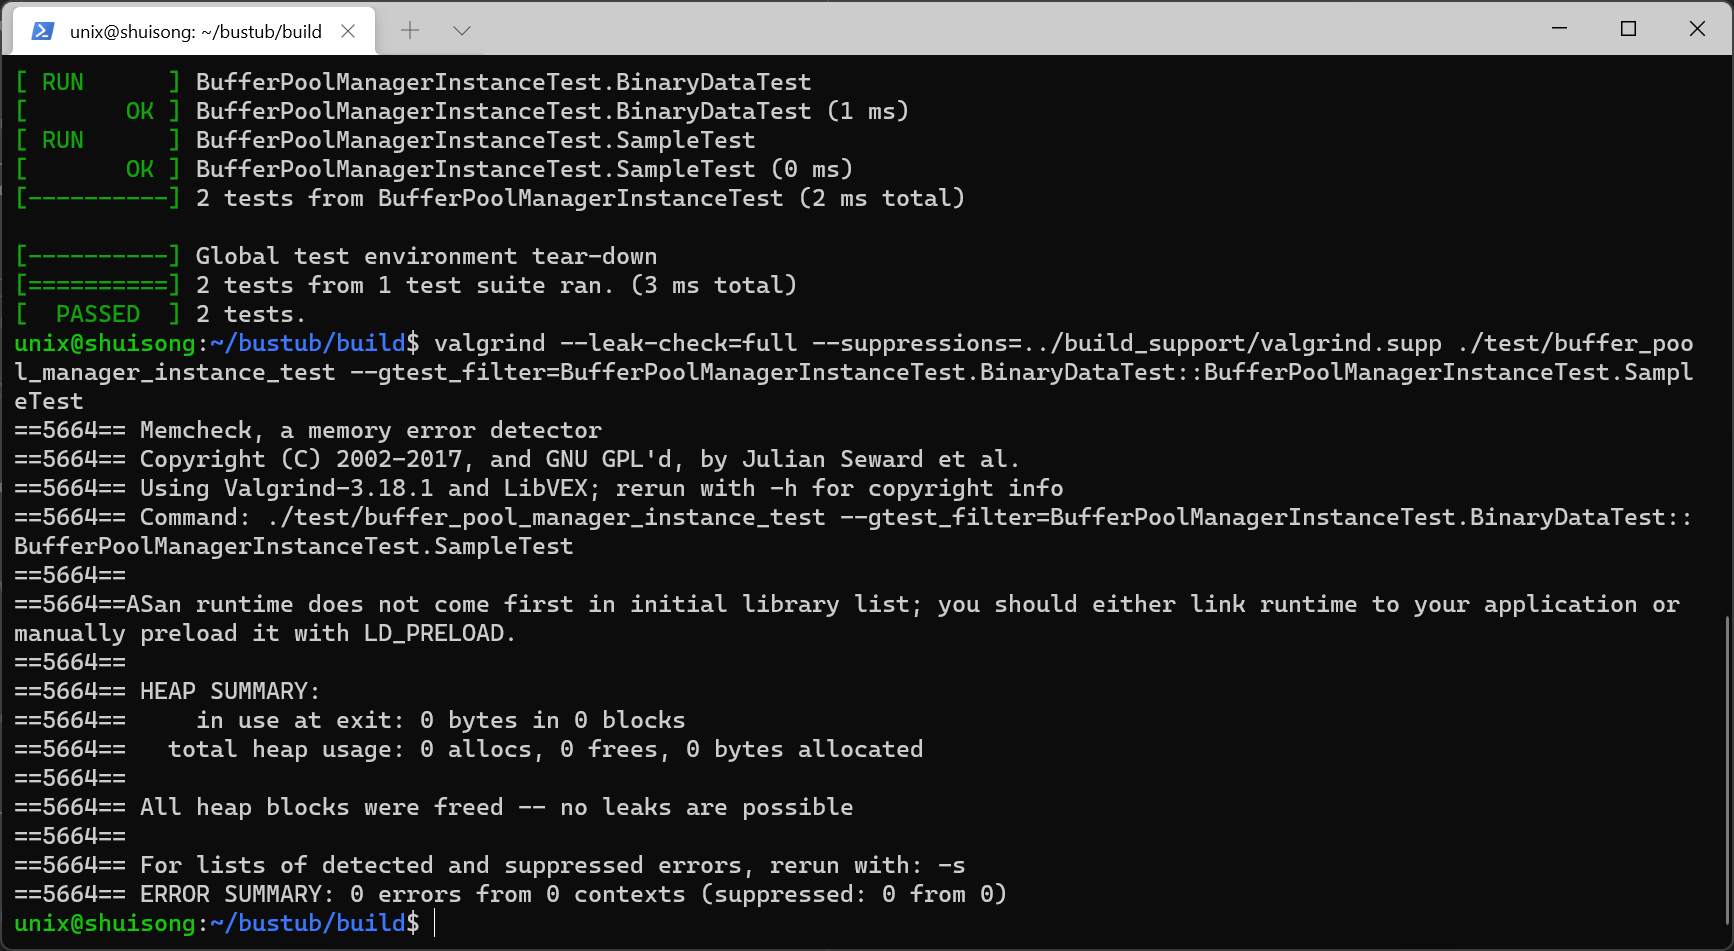 unix@shuisong: ~/bustub/build
[ RUN      ] BufferPoolManagerInstanceTest.BinaryDataTest
[       OK ] BufferPoolManagerInstanceTest.BinaryDataTest (1 ms)
[ RUN      ] BufferPoolManagerInstanceTest.SampleTest
[       OK ] BufferPoolManagerInstanceTest.SampleTest (0 ms)
[----------] 2 tests from BufferPoolManagerInstanceTest (2 ms total)
[----------] Global test environment tear-down
[==========] 2 tests from 1 test suite ran. (3 ms total)
[  PASSED  ] 2 tests.
unix@shuisong:~/bustub/build$ valgrind --leak-check=full --suppressions=../build_support/valgrind.supp ./test/buffer_poo
l_manager_instance_test --gtest_filter=BufferPoolManagerInstanceTest.BinaryDataTest::BufferPoolManagerInstanceTest.Sampl
eTest
==5664== Memcheck, a memory error detector
==5664== Copyright (C) 2002-2017, and GNU GPL'd, by Julian Seward et al.
==5664== Using Valgrind-3.18.1 and LibVEX; rerun with -h for copyright info
==5664== Command: ./test/buffer_pool_manager_instance_test --gtest_filter=BufferPoolManagerInstanceTest.BinaryDataTest::
BufferPoolManagerInstanceTest.SampleTest
==5664==
==5664==ASan runtime does not come first in initial library list; you should either link runtime to your application or
manually preload it with LD_PRELOAD.
==5664==
==5664== HEAP SUMMARY:
==5664==     in use at exit: 0 bytes in 0 blocks
==5664==   total heap usage: 0 allocs, 0 frees, 0 bytes allocated
==5664==
==5664== All heap blocks were freed -- no leaks are possible
==5664==
==5664== For lists of detected and suppressed errors, rerun with: -s
==5664== ERROR SUMMARY: 0 errors from 0 contexts (suppressed: 0 from 0)
unix@shuisong:~/bustub/build$